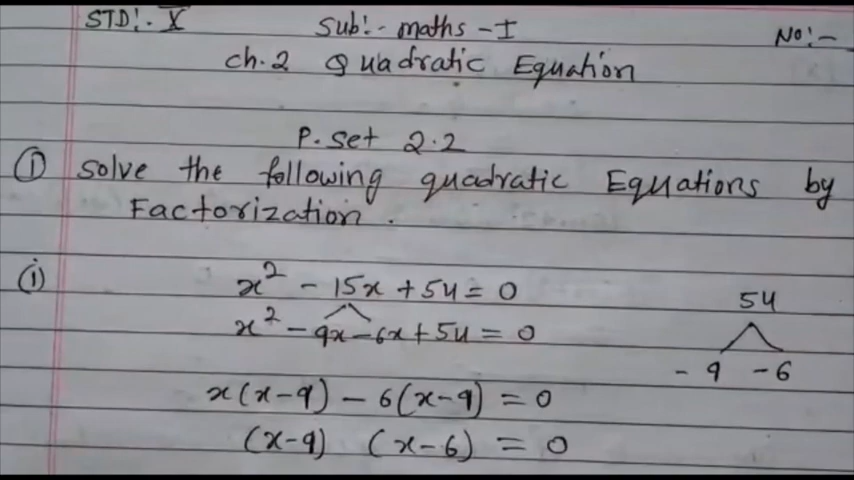 STD:- X Sub:- maths - I No:-
ch.2 Quadratic Equation
P. Set 2.2
① Solve the following quadratic Equations by
Factorization.
(i) x² - 15x + 54 = 0 54
x² - 9x - 6x + 54 = 0
- 9 - 6
x(x-9) - 6(x-9) = 0
(x-9) (x-6) = 0